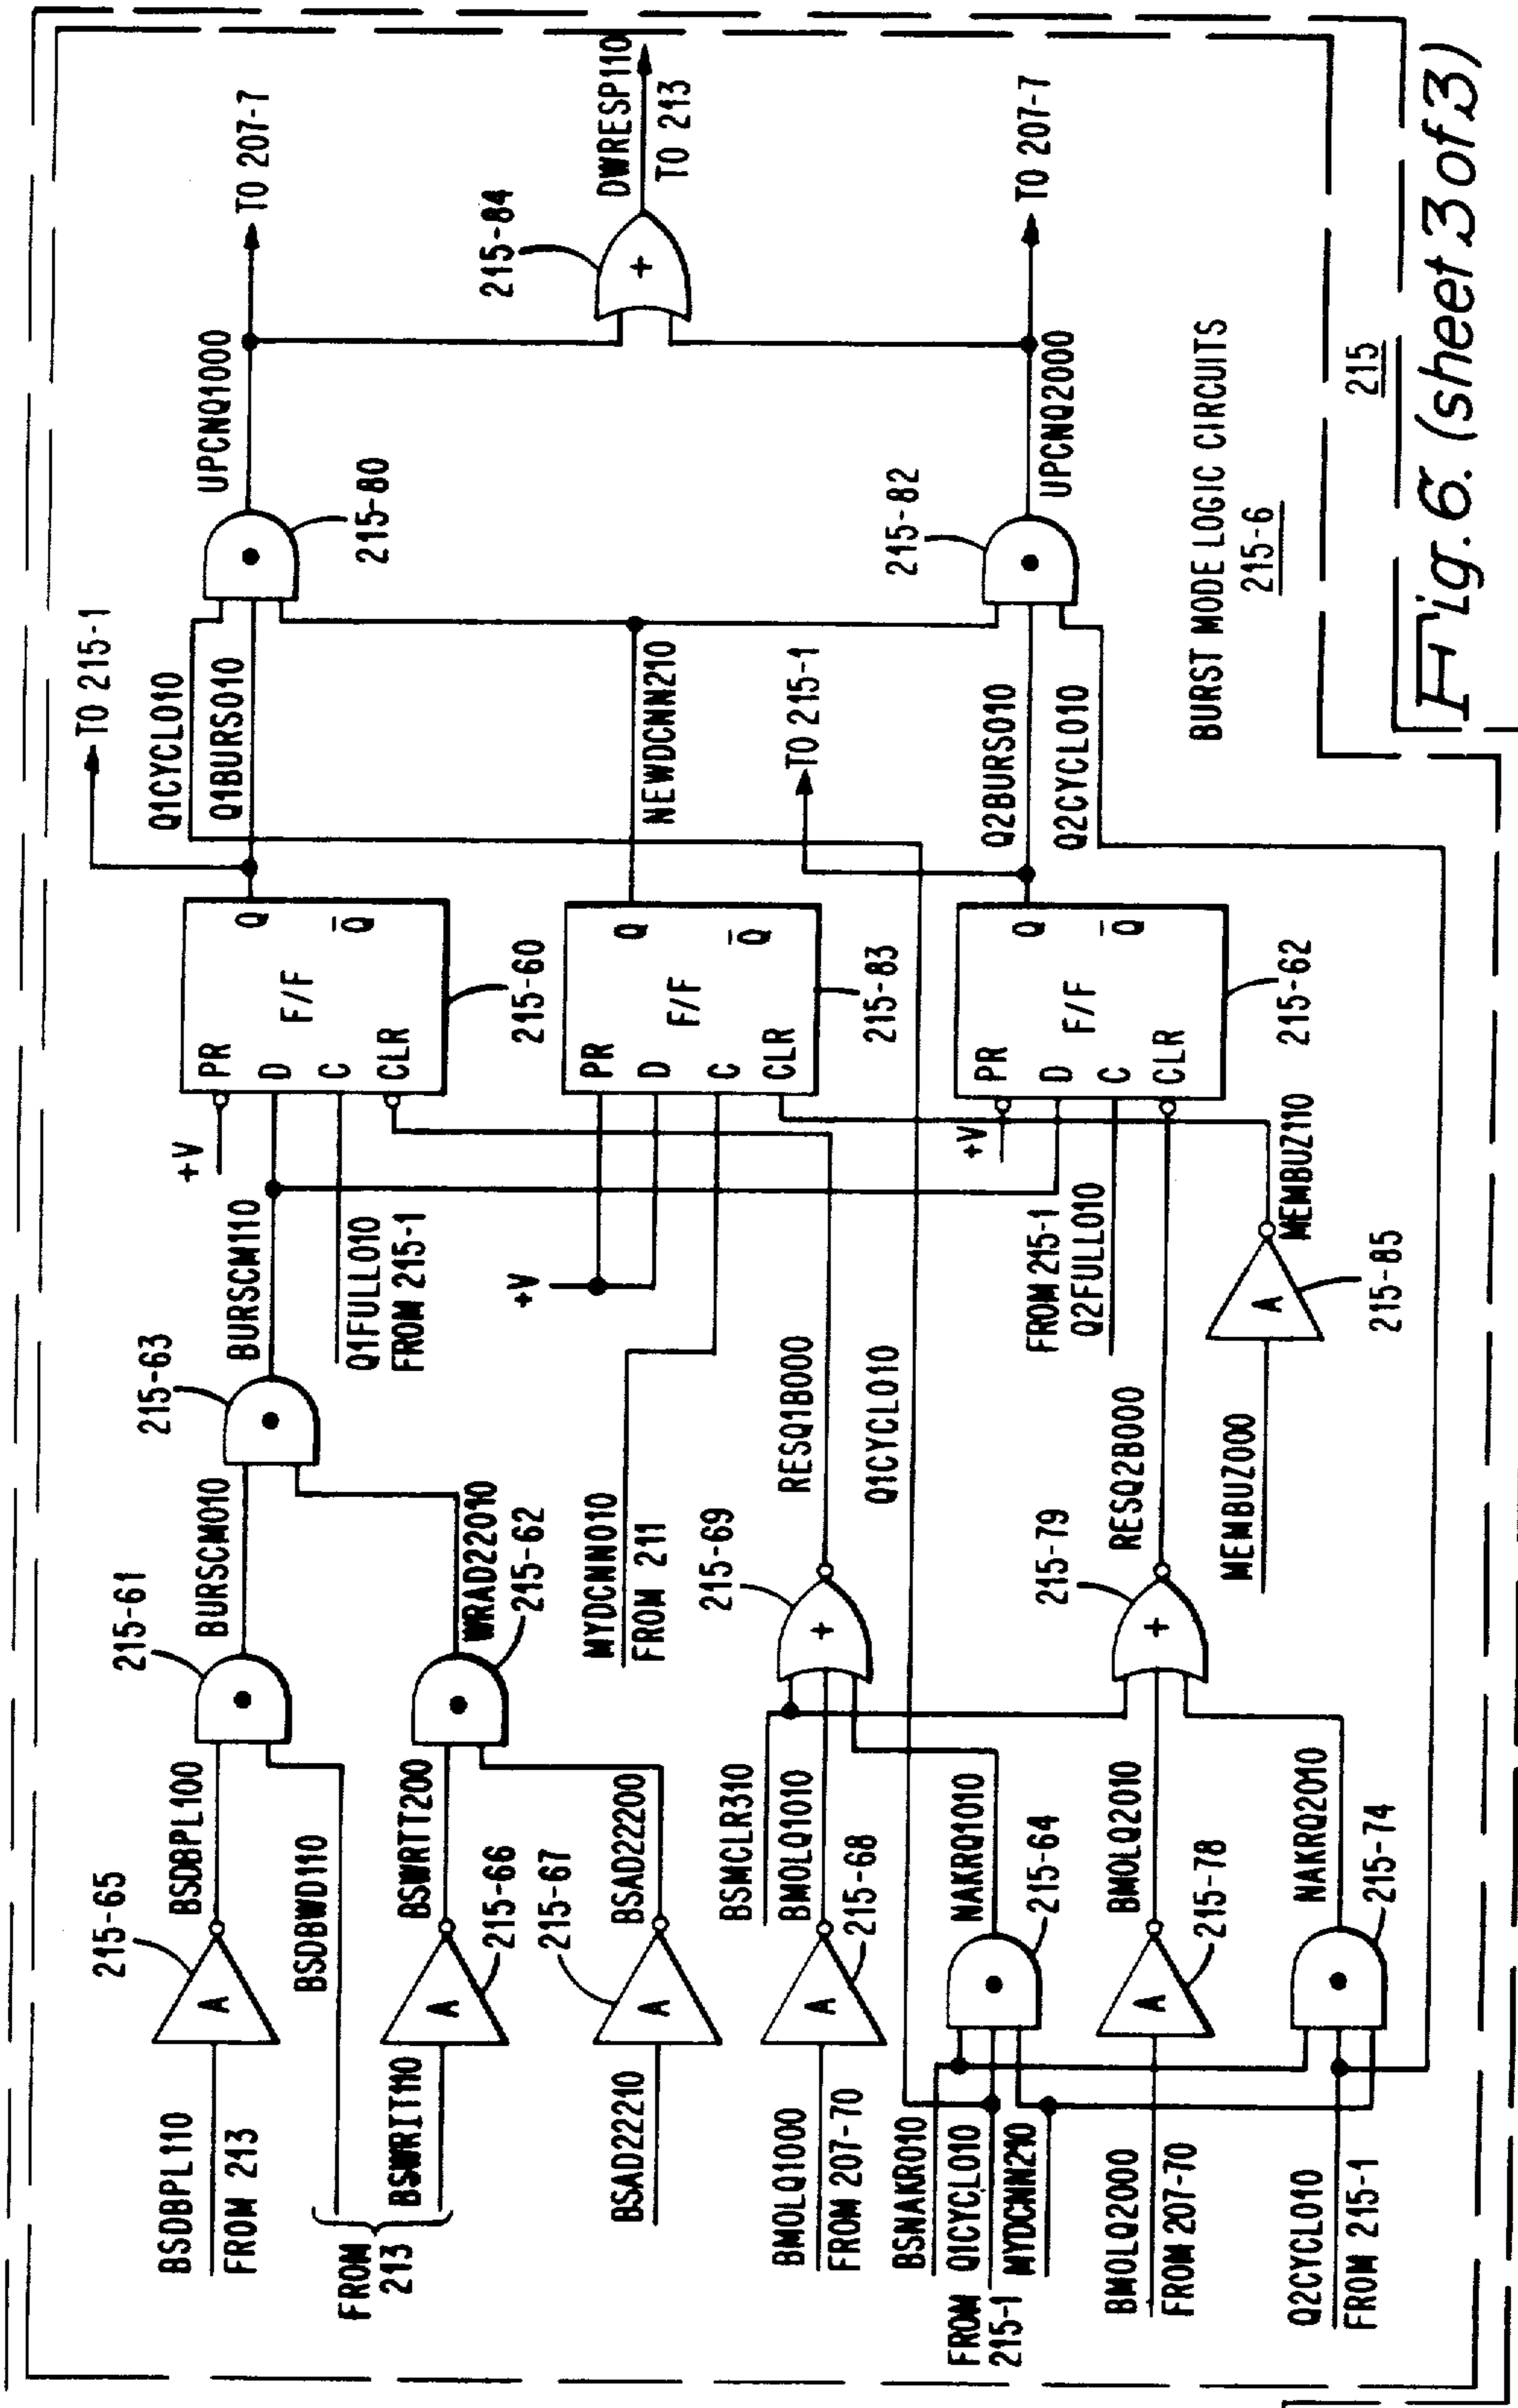 BSDBPL110
FROM 213
215-65
A
BSDBPL100
BSDBWD110
215-61
BURSCM010
215-63
BURSCM110
FROM
213
BSWRIT110
A
215-66
BSWRTT200
WRAD22010
215-62
BSAD22210
A
215-67
BSAD22200
+V
PR
D
C
CLR
F/F
Q
Q
215-60
Q1FULL010
FROM 215-1
TO 215-1
Q1CYCL010
Q1BURS010
215-80
UPCNQ1000
TO 207-7
MYDCNN010
FROM 211
+V
PR
D
C
CLR
F/F
Q
Q
215-83
NEWDCNN210
215-84
+
DWRESP110
TO 213
BMOLQ1000
FROM 207-70
A
215-68
BSMCLR310
BMOLQ1010
215-69
+
RESQ1B000
Q1CYCL010
BSNAKR010
FROM Q1CYCL010
215-1 MYDCNN210
NAKRQ1010
215-64
BMOLQ2000
FROM 207-70
A
215-78
BMOLQ2010
215-79
+
RESQ2B000
Q2CYCL010
FROM 215-1
NAKRQ2010
215-74
FROM 215-1
Q2FULL010
+V
PR
D
C
CLR
F/F
Q
Q
215-62
TO 215-1
Q2BURS010
Q2CYCL010
215-82
UPCNQ2000
TO 207-7
MEMBUZ000
A
215-85
MEMBUZ110
BURST MODE LOGIC CIRCUITS
215-6
215
Fig. 6. (sheet 3 of 3)